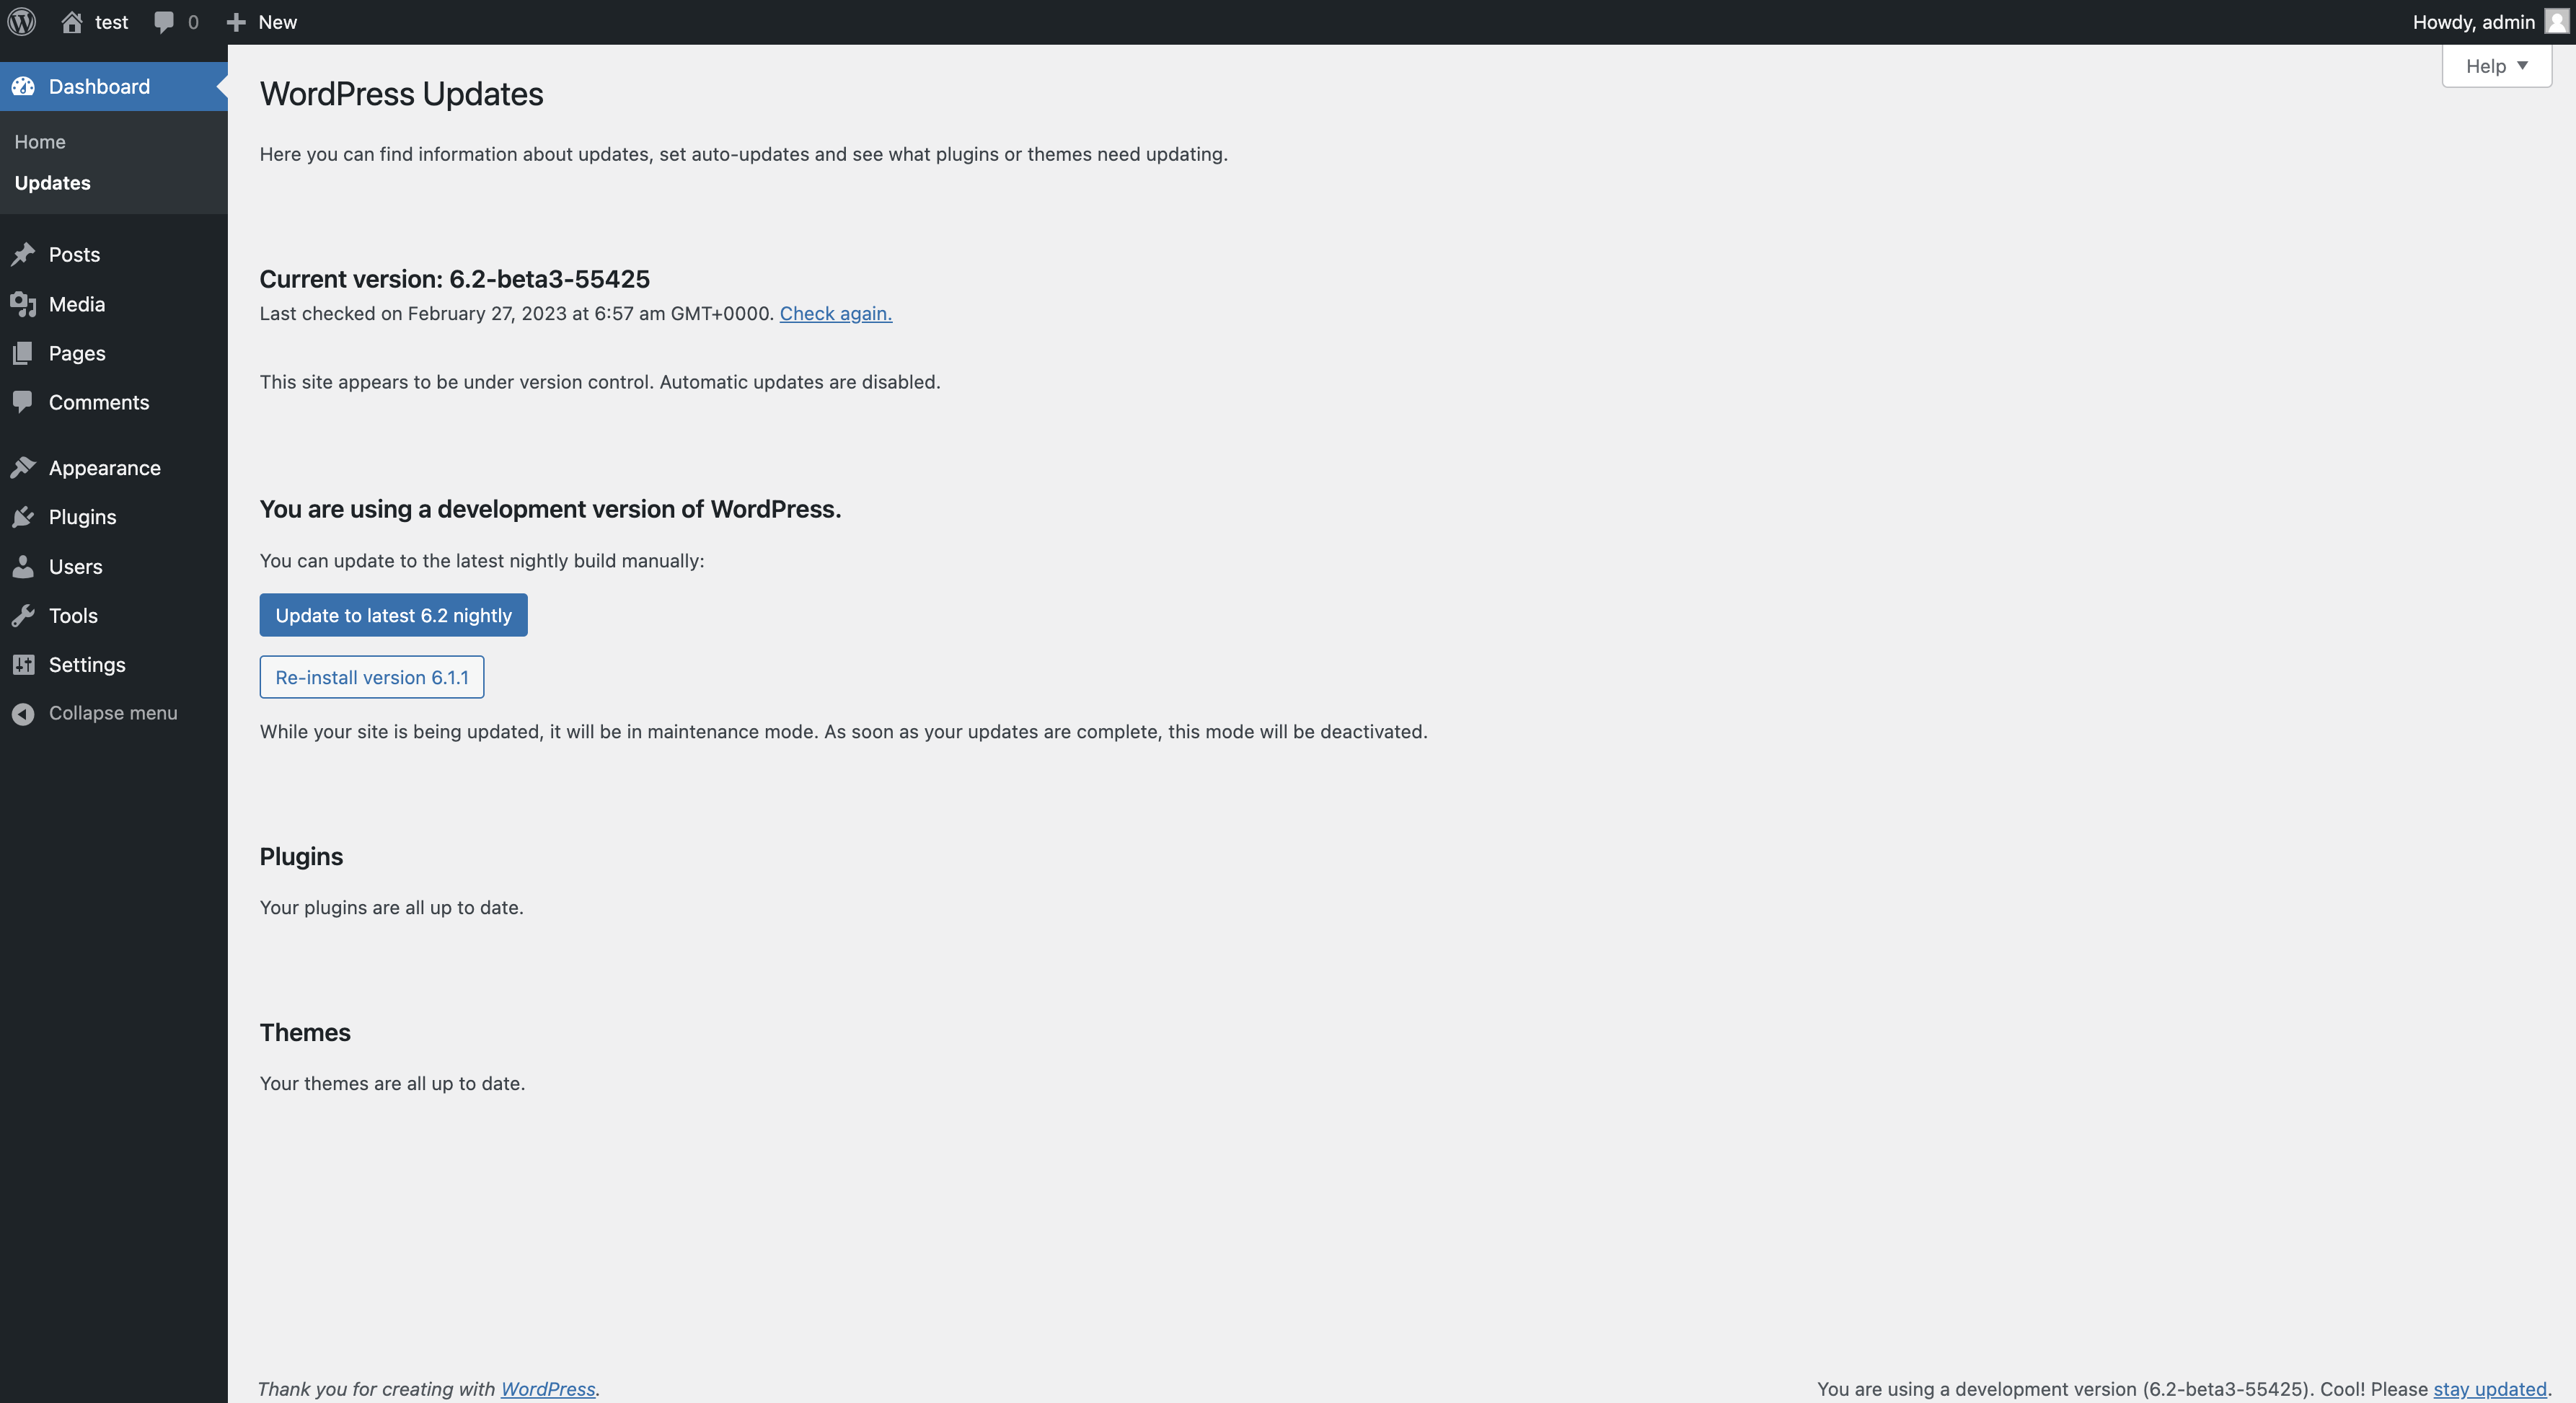 test
0
New
Howdy, admin
Help
Dashboard
Home
Updates
Posts
Media
Pages
Comments
Appearance
Plugins
Users
Tools
Settings
Collapse menu
WordPress Updates
Here you can find information about updates, set auto-updates and see what plugins or themes need updating.
Current version: 6.2-beta3-55425
Last checked on February 27, 2023 at 6:57 am GMT+0000. Check again.
This site appears to be under version control. Automatic updates are disabled.
You are using a development version of WordPress.
You can update to the latest nightly build manually:
Update to latest 6.2 nightly
Re-install version 6.1.1
While your site is being updated, it will be in maintenance mode. As soon as your updates are complete, this mode will be deactivated.
Plugins
Your plugins are all up to date.
Themes
Your themes are all up to date.
Thank you for creating with WordPress.
You are using a development version (6.2-beta3-55425). Cool! Please stay updated.